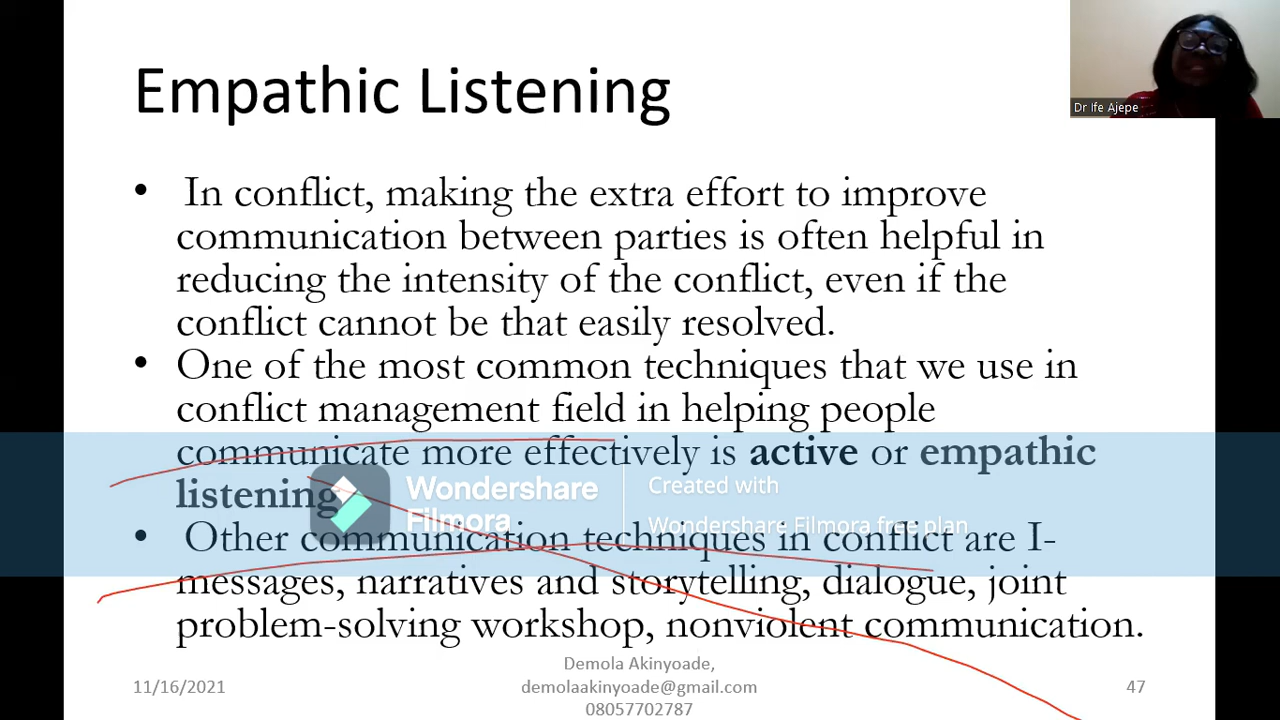 Dr Ife Ajepe
Empathic Listening
• In conflict, making the extra effort to improve
communication between parties is often helpful in
reducing the intensity of the conflict, even if the
conflict cannot be that easily resolved.
• One of the most common techniques that we use in
conflict management field in helping people
communicate more effectively is active or empathic
listening
Wondershare
Filmora
Created with
Wondershare Filmora free plan
• Other communication techniques in conflict are I-
messages, narratives and storytelling, dialogue, joint
problem-solving workshop, nonviolent communication.
11/16/2021
Demola Akinyoade,
demolaakinyoade@gmail.com
08057702787
47